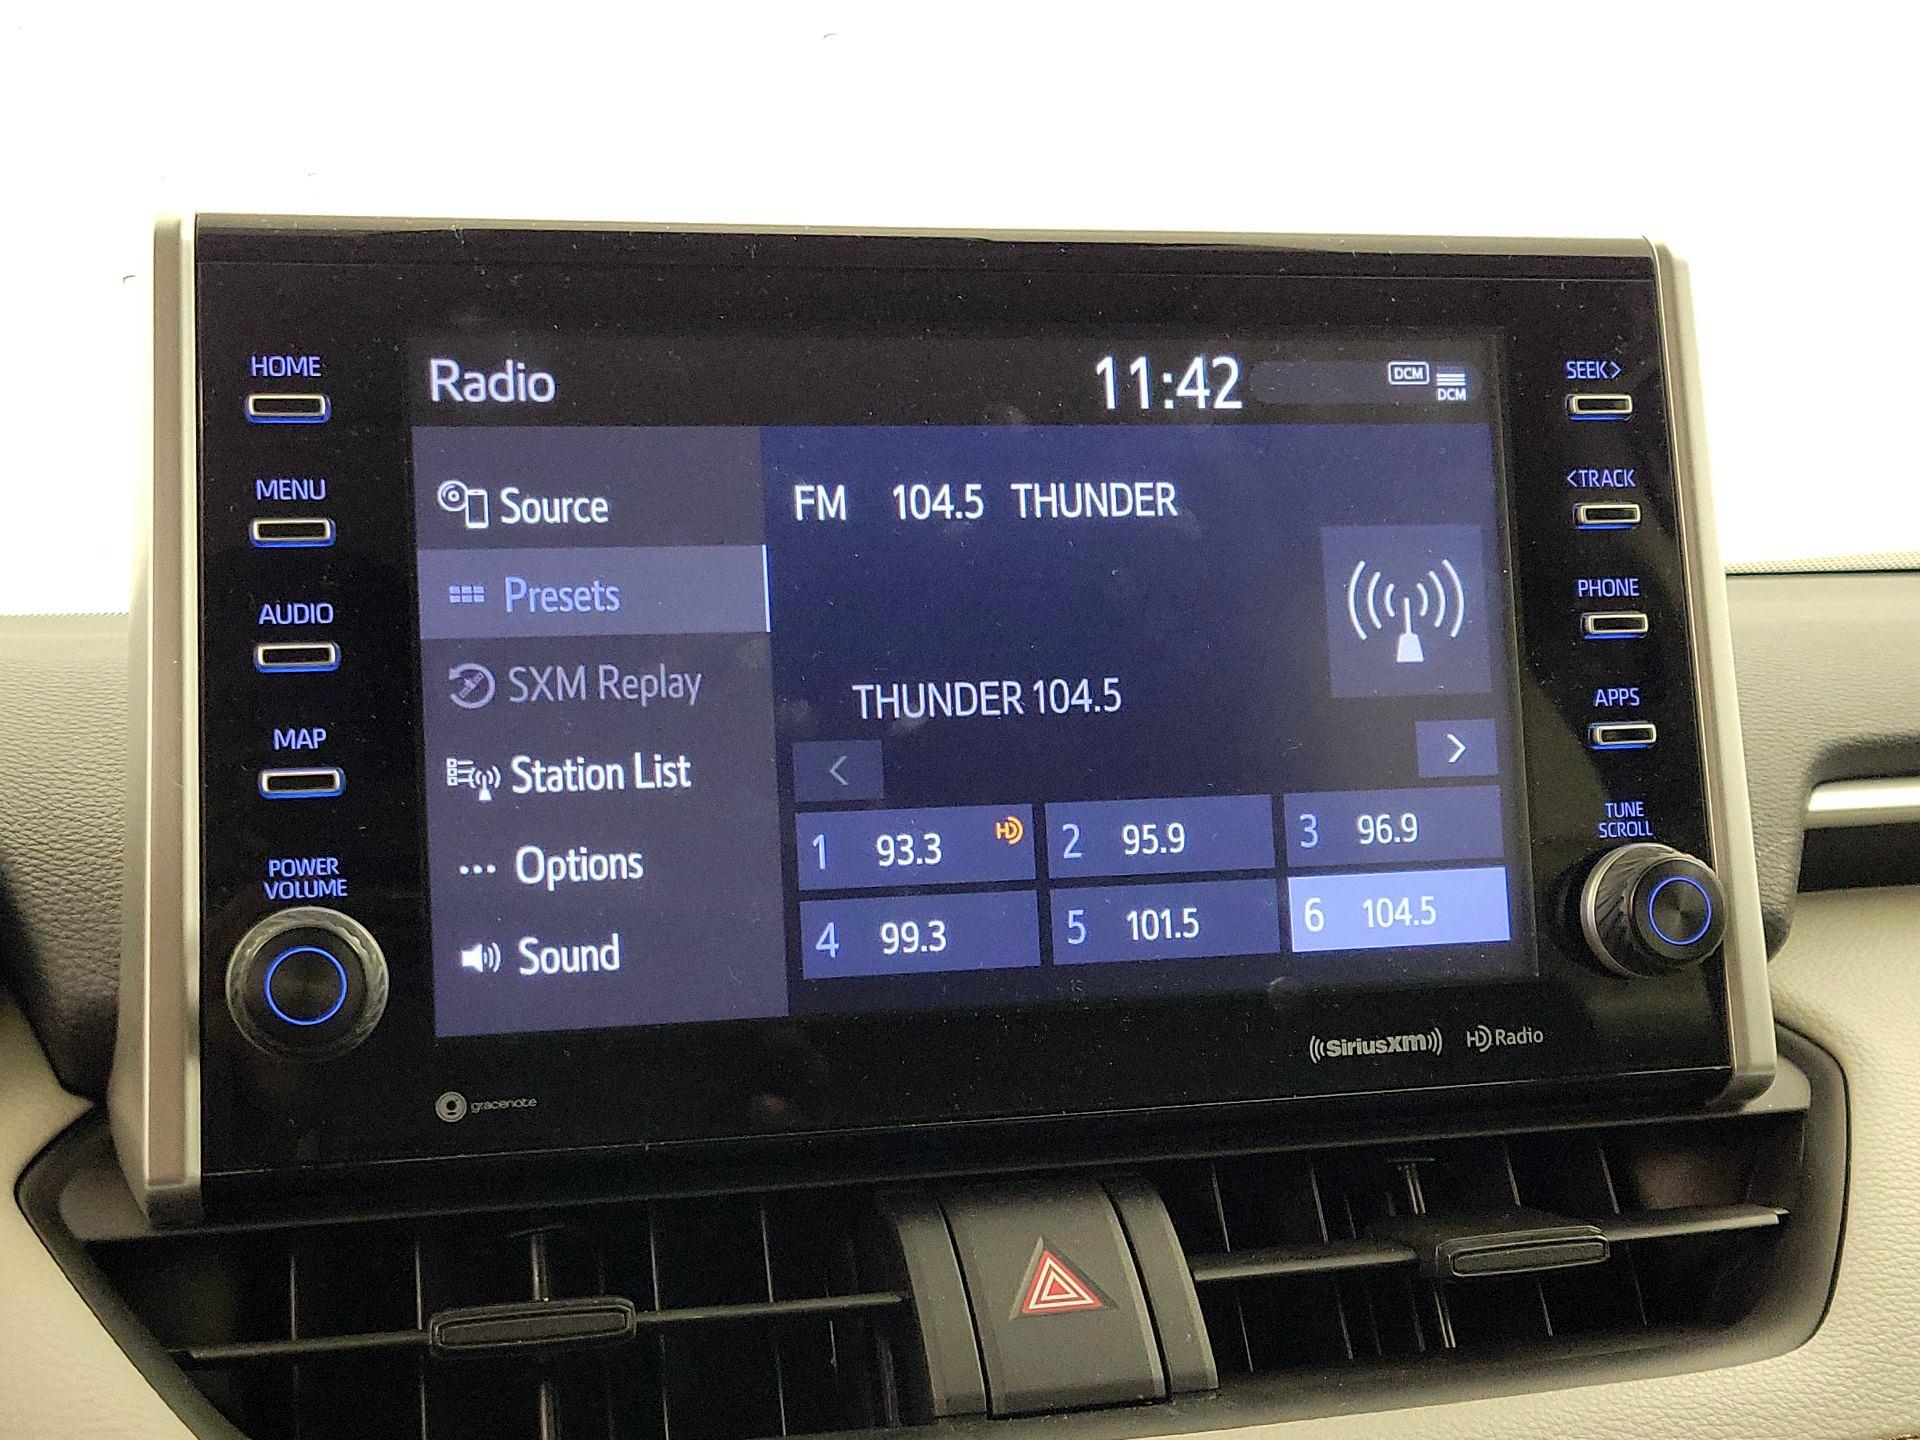 HOME
MENU
AUDIO
MAP
POWER
VOLUME
Radio
11:42
DCM
DCM
Source
Presets
SXM Replay
Station List
Options
Sound
FM 104.5 THUNDER
THUNDER 104.5
<
>
1 93.3 HD
2 95.9
3 96.9
4 99.3
5 101.5
6 104.5
SEEK>
<TRACK
PHONE
APPS
TUNE
SCROLL
((SiriusXM))
HD Radio
gracenote